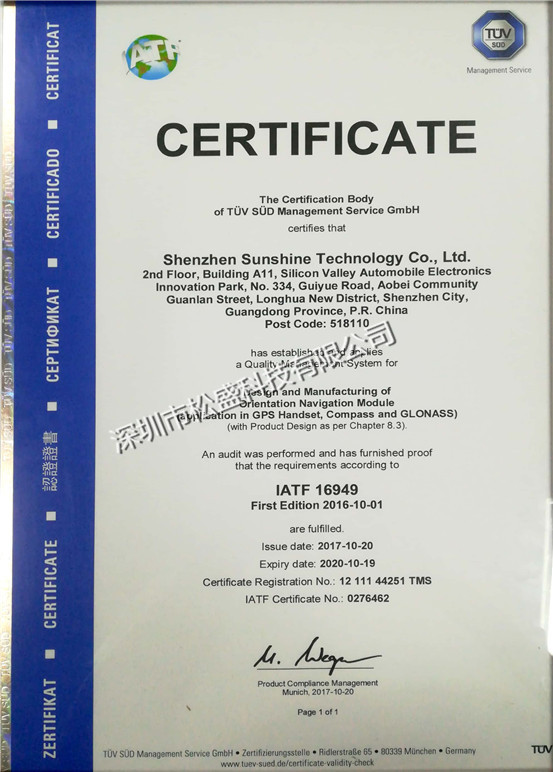 IATF
TÜV
SÜD
Management Service
CERTIFICATE
The Certification Body
of TÜV SÜD Management Service GmbH
certifies that
Shenzhen Sunshine Technology Co., Ltd.
2nd Floor, Building A11, Silicon Valley Automobile Electronics
Innovation Park, No. 334, Guiyue Road, Aobei Community
Guanlan Street, Longhua New District, Shenzhen City,
Guangdong Province, P.R. China
Post Code: 518110
has established and applies
a Quality Management System for
Design and Manufacturing of
Orientation Navigation Module
(application in GPS Handset, Compass and GLONASS)
(with Product Design as per Chapter 8.3).
深圳市松盛科技有限公司
An audit was performed and has furnished proof
that the requirements according to
IATF 16949
First Edition 2016-10-01
are fulfilled.
Issue date: 2017-10-20
Expiry date: 2020-10-19
Certificate Registration No.: 12 111 44251 TMS
IATF Certificate No.: 0276462
Product Compliance Management
Munich, 2017-10-20
Page 1 of 1
TÜV SÜD Management Service GmbH • Zertifizierungsstelle • Ridlerstraße 65 • 80339 München • Germany
www.tuev-sued.de/certificate-validity-check
TÜV
ZERTIFIKAT ■ CERTIFICATE ■ 認證證書 ■ СЕРТИФИКАТ ■ CERTIFICADO ■ CERTIFICAT